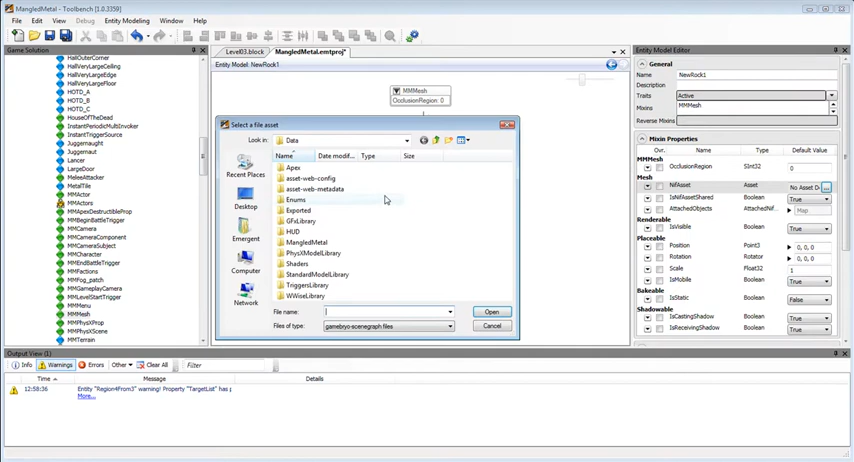 MangledMetal - Toolbench [1.0.3359]
File Edit Debug Entity Modeling Window Help
Game Solution
HallOuterCorner
HallVeryLargeCeiling
HallVeryLargeEdge
HallVeryLargeFloor
HOTD_A
HOTD_B
HOTD_C
HouseOfTheDead
InstantPeriodicMultiInvoker
InstantTriggerSource
Juggernaught
Juggernaut
Lancer
LargeDoor
MeleeAttacker
MetalTile
MMActor
MMActors
MMApexDestructibleProp
MMBeginBattleTrigger
MMCamera
MMCameraComponent
MMCameraSubject
MMCharacter
MMEndBattleTrigger
MMFactions
MMFog_patch
MMGameplayCamera
MMLevelStartTrigger
MMMenu
MMMesh
MMPhysXProp
MMPhysXScene
MMTerrain
Level03.block MangledMetal.emtproj*
Entity Model: NewRock1
MMMesh
OcclusionRegion 0
Select a file asset
Look in: Data
Name Date modif... Type Size
Recent Places
Desktop
Emergent
Computer
Network
Apex
asset-web-config
asset-web-metadata
Enums
Exported
GFxLibrary
HUD
MangledMetal
PhysXModelLibrary
Shaders
StandardModelLibrary
TriggersLibrary
WWiseLibrary
File name: Open
Files of type: gamebryo-scenegraph files Cancel
Entity Model Editor
General
Name NewRock1
Description
Traits Active
Mixins MMMesh
Reverse Mixins
Mixin Properties
Ovr. Name Type Default Value
MMMesh
OcclusionRegion SInt32 0
Mesh
NifAsset Asset No Asset D ...
IsNifAssetShared Boolean True
AttachedObjects Map
Renderable
IsVisible Boolean True
Placeable
Position Point3 0, 0, 0
Rotation Rotator 0, 0, 0
Scale Float32 1
IsMobile Boolean True
Bakeable
IsStatic Boolean False
Shadowable
IsCastingShadow Boolean True
IsReceivingShadow Boolean True
Output View (1)
Info Warnings Errors Other Clear All Filter
Time Message Details
12:58:36 Entity "Region4From3" warning! Property "TargetList" has p
More...